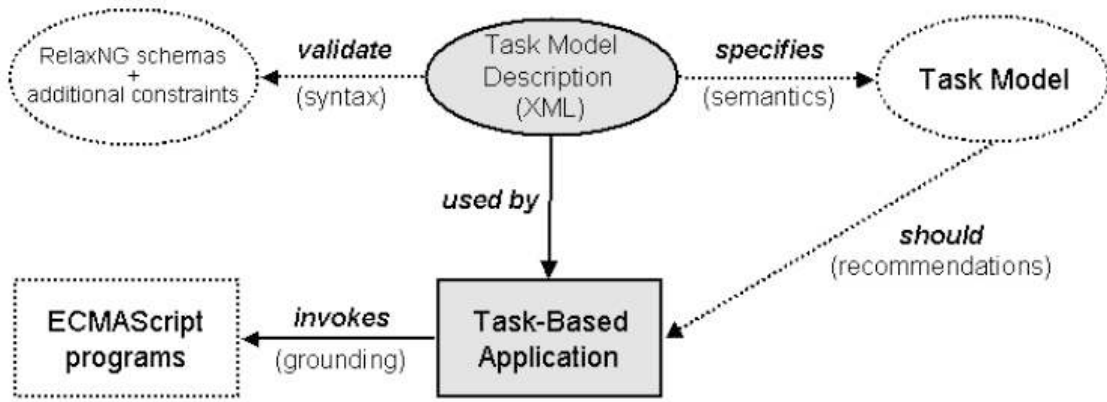 RelaxNG schemas
+
additional constraints
validate
(syntax)
Task Model
Description
(XML)
specifies
(semantics)
Task Model
used by
should
(recommendations)
ECMAScript
programs
invokes
(grounding)
Task-Based
Application